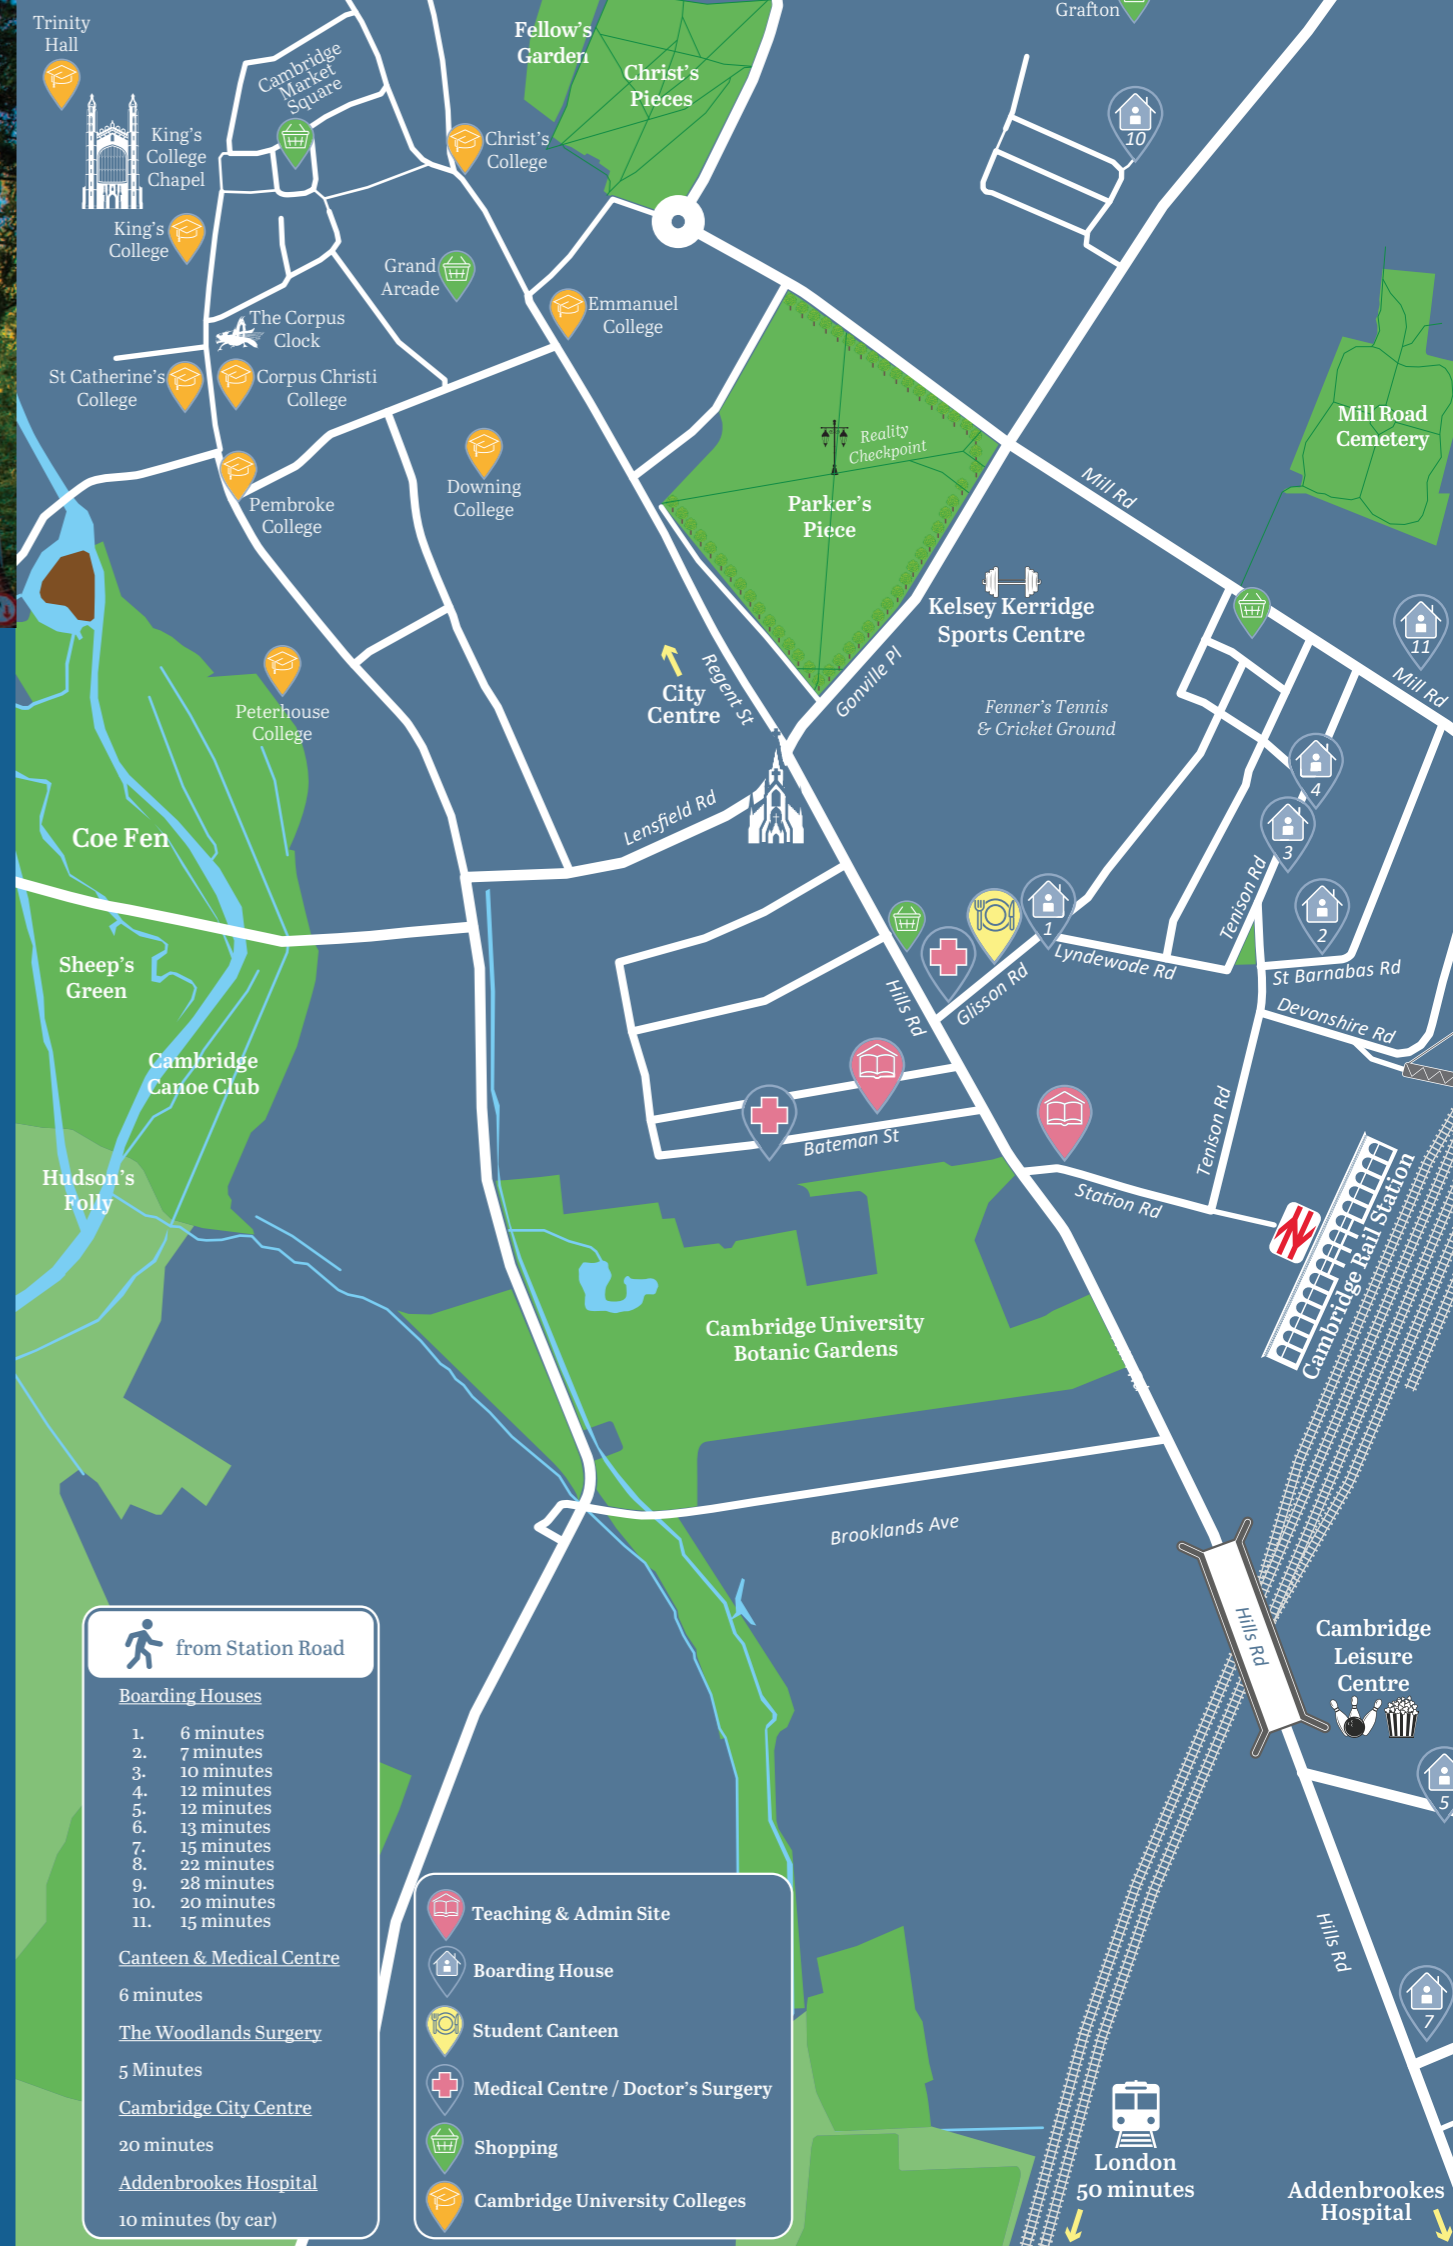 Trinity
Hall
Fellow's
Garden
Christ's
Pieces
Grafton
Cambridge
Market
Square
10
King's
College
Chapel
Christ's
College
King's
College
Grand
Arcade
Emmanuel
College
The Corpus
Clock
St Catherine's
College
Corpus Christi
College
Reality
Checkpoint
Mill Road
Cemetery
Downing
College
Pembroke
College
Parker's
Piece
Mill Rd
Kelsey Kerridge
Sports Centre
11
Mill Rd
Peterhouse
College
City
Centre
Regent St
Gonville Pl
Fenner's Tennis
& Cricket Ground
4
3
Coe Fen
Lensfield Rd
Tenison Rd
2
1
Sheep's
Green
Lyndewode Rd
St Barnabas Rd
Hills Rd
Glisson Rd
Devonshire Rd
Cambridge
Canoe Club
Bateman St
Tenison Rd
Hudson's
Folly
Station Rd
Cambridge Rail Station
Cambridge University
Botanic Gardens
Brooklands Ave
Hills Rd
Cambridge
Leisure
Centre
5
Hills Rd
7
London
50 minutes
Addenbrookes
Hospital
from Station Road
Boarding Houses
1. 6 minutes
2. 7 minutes
3. 10 minutes
4. 12 minutes
5. 12 minutes
6. 13 minutes
7. 15 minutes
8. 22 minutes
9. 28 minutes
10. 20 minutes
11. 15 minutes
Canteen & Medical Centre
6 minutes
The Woodlands Surgery
5 Minutes
Cambridge City Centre
20 minutes
Addenbrookes Hospital
10 minutes (by car)
Teaching & Admin Site
Boarding House
Student Canteen
Medical Centre / Doctor's Surgery
Shopping
Cambridge University Colleges